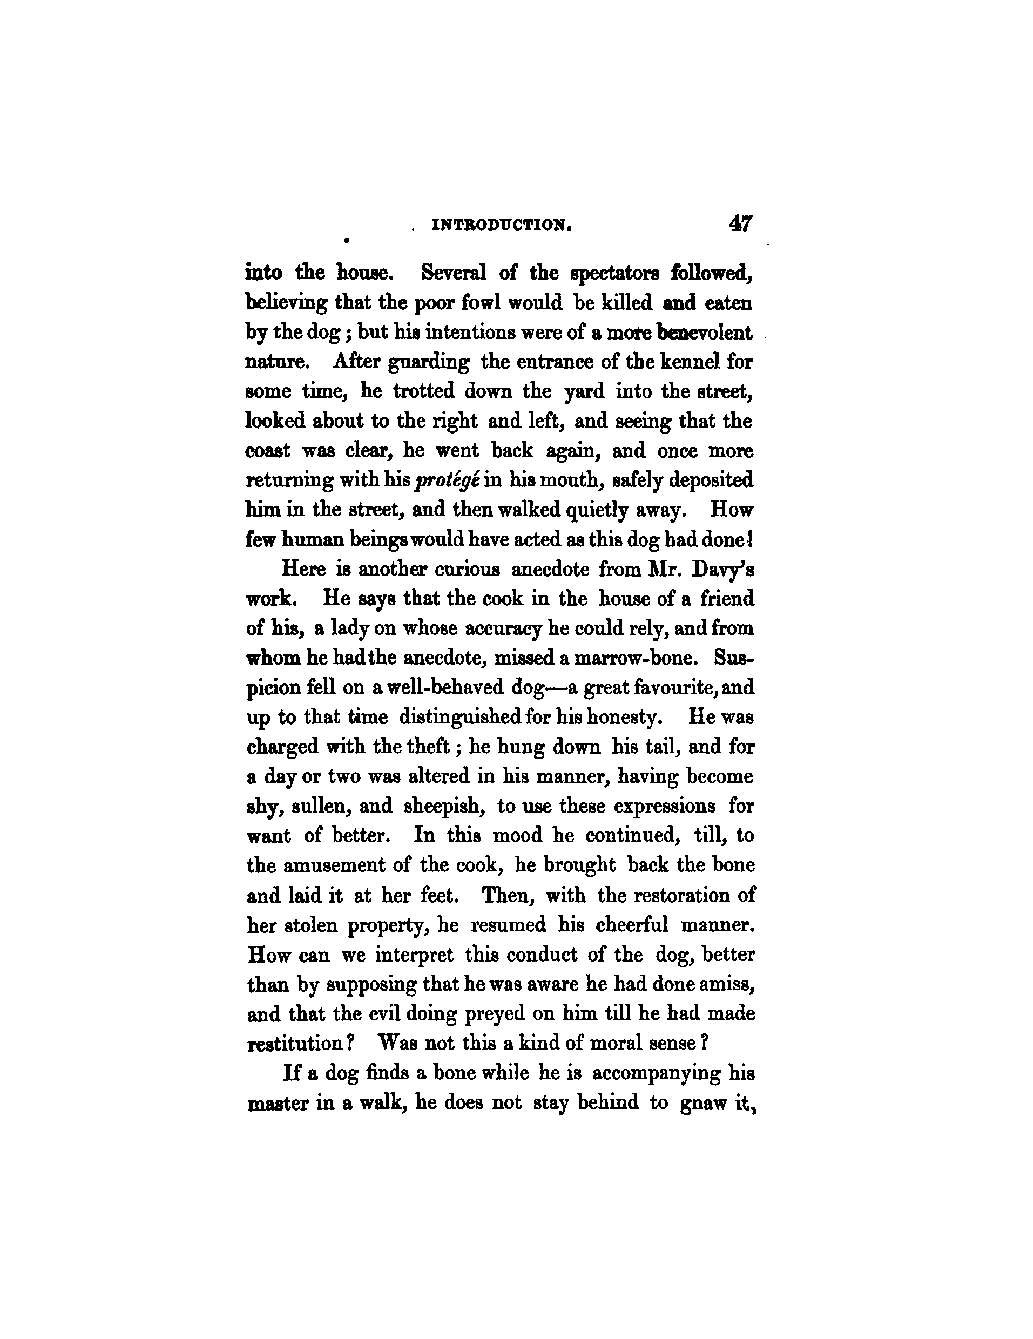 INTRODUCTION. 47
into the house. Several of the spectators followed,
believing that the poor fowl would be killed and eaten
by the dog; but his intentions were of a more benevolent
nature. After guarding the entrance of the kennel for
some time, he trotted down the yard into the street,
looked about to the right and left, and seeing that the
coast was clear, he went back again, and once more
returning with his protégé in his mouth, safely deposited
him in the street, and then walked quietly away. How
few human beings would have acted as this dog had done!
Here is another curious anecdote from Mr. Davy's
work. He says that the cook in the house of a friend
of his, a lady on whose accuracy he could rely, and from
whom he had the anecdote, missed a marrow-bone. Sus-
picion fell on a well-behaved dog—a great favourite, and
up to that time distinguished for his honesty. He was
charged with the theft; he hung down his tail, and for
a day or two was altered in his manner, having become
shy, sullen, and sheepish, to use these expressions for
want of better. In this mood he continued, till, to
the amusement of the cook, he brought back the bone
and laid it at her feet. Then, with the restoration of
her stolen property, he resumed his cheerful manner.
How can we interpret this conduct of the dog, better
than by supposing that he was aware he had done amiss,
and that the evil doing preyed on him till he had made
restitution? Was not this a kind of moral sense?
If a dog finds a bone while he is accompanying his
master in a walk, he does not stay behind to gnaw it,